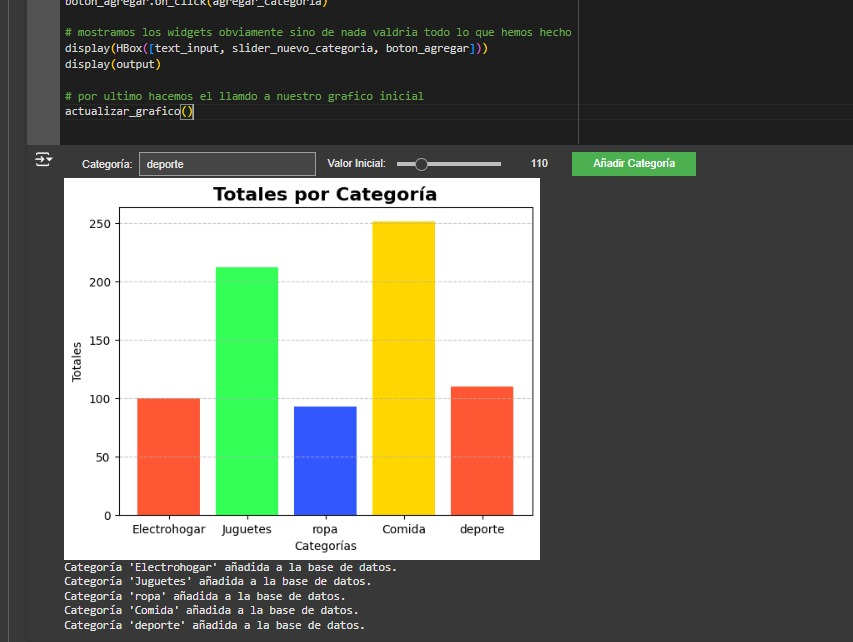 boton_agregar.on_click(agregar_categoria)
# mostramos los widgets obviamente sino de nada valdria todo lo que hemos hecho
display(HBox([text_input, slider_nuevo_categoria, boton_agregar]))
display(output)
# por ultimo hacemos el llamdo a nuestro grafico inicial
actualizar_grafico()
Categoría: deporte Valor Inicial: 110 Añadir Categoría
Totales por Categoría
250
200
150
100
50
0
Totales
Electrohogar Juguetes ropa Comida deporte
Categorías
Categoría 'Electrohogar' añadida a la base de datos.
Categoría 'Juguetes' añadida a la base de datos.
Categoría 'ropa' añadida a la base de datos.
Categoría 'Comida' añadida a la base de datos.
Categoría 'deporte' añadida a la base de datos.